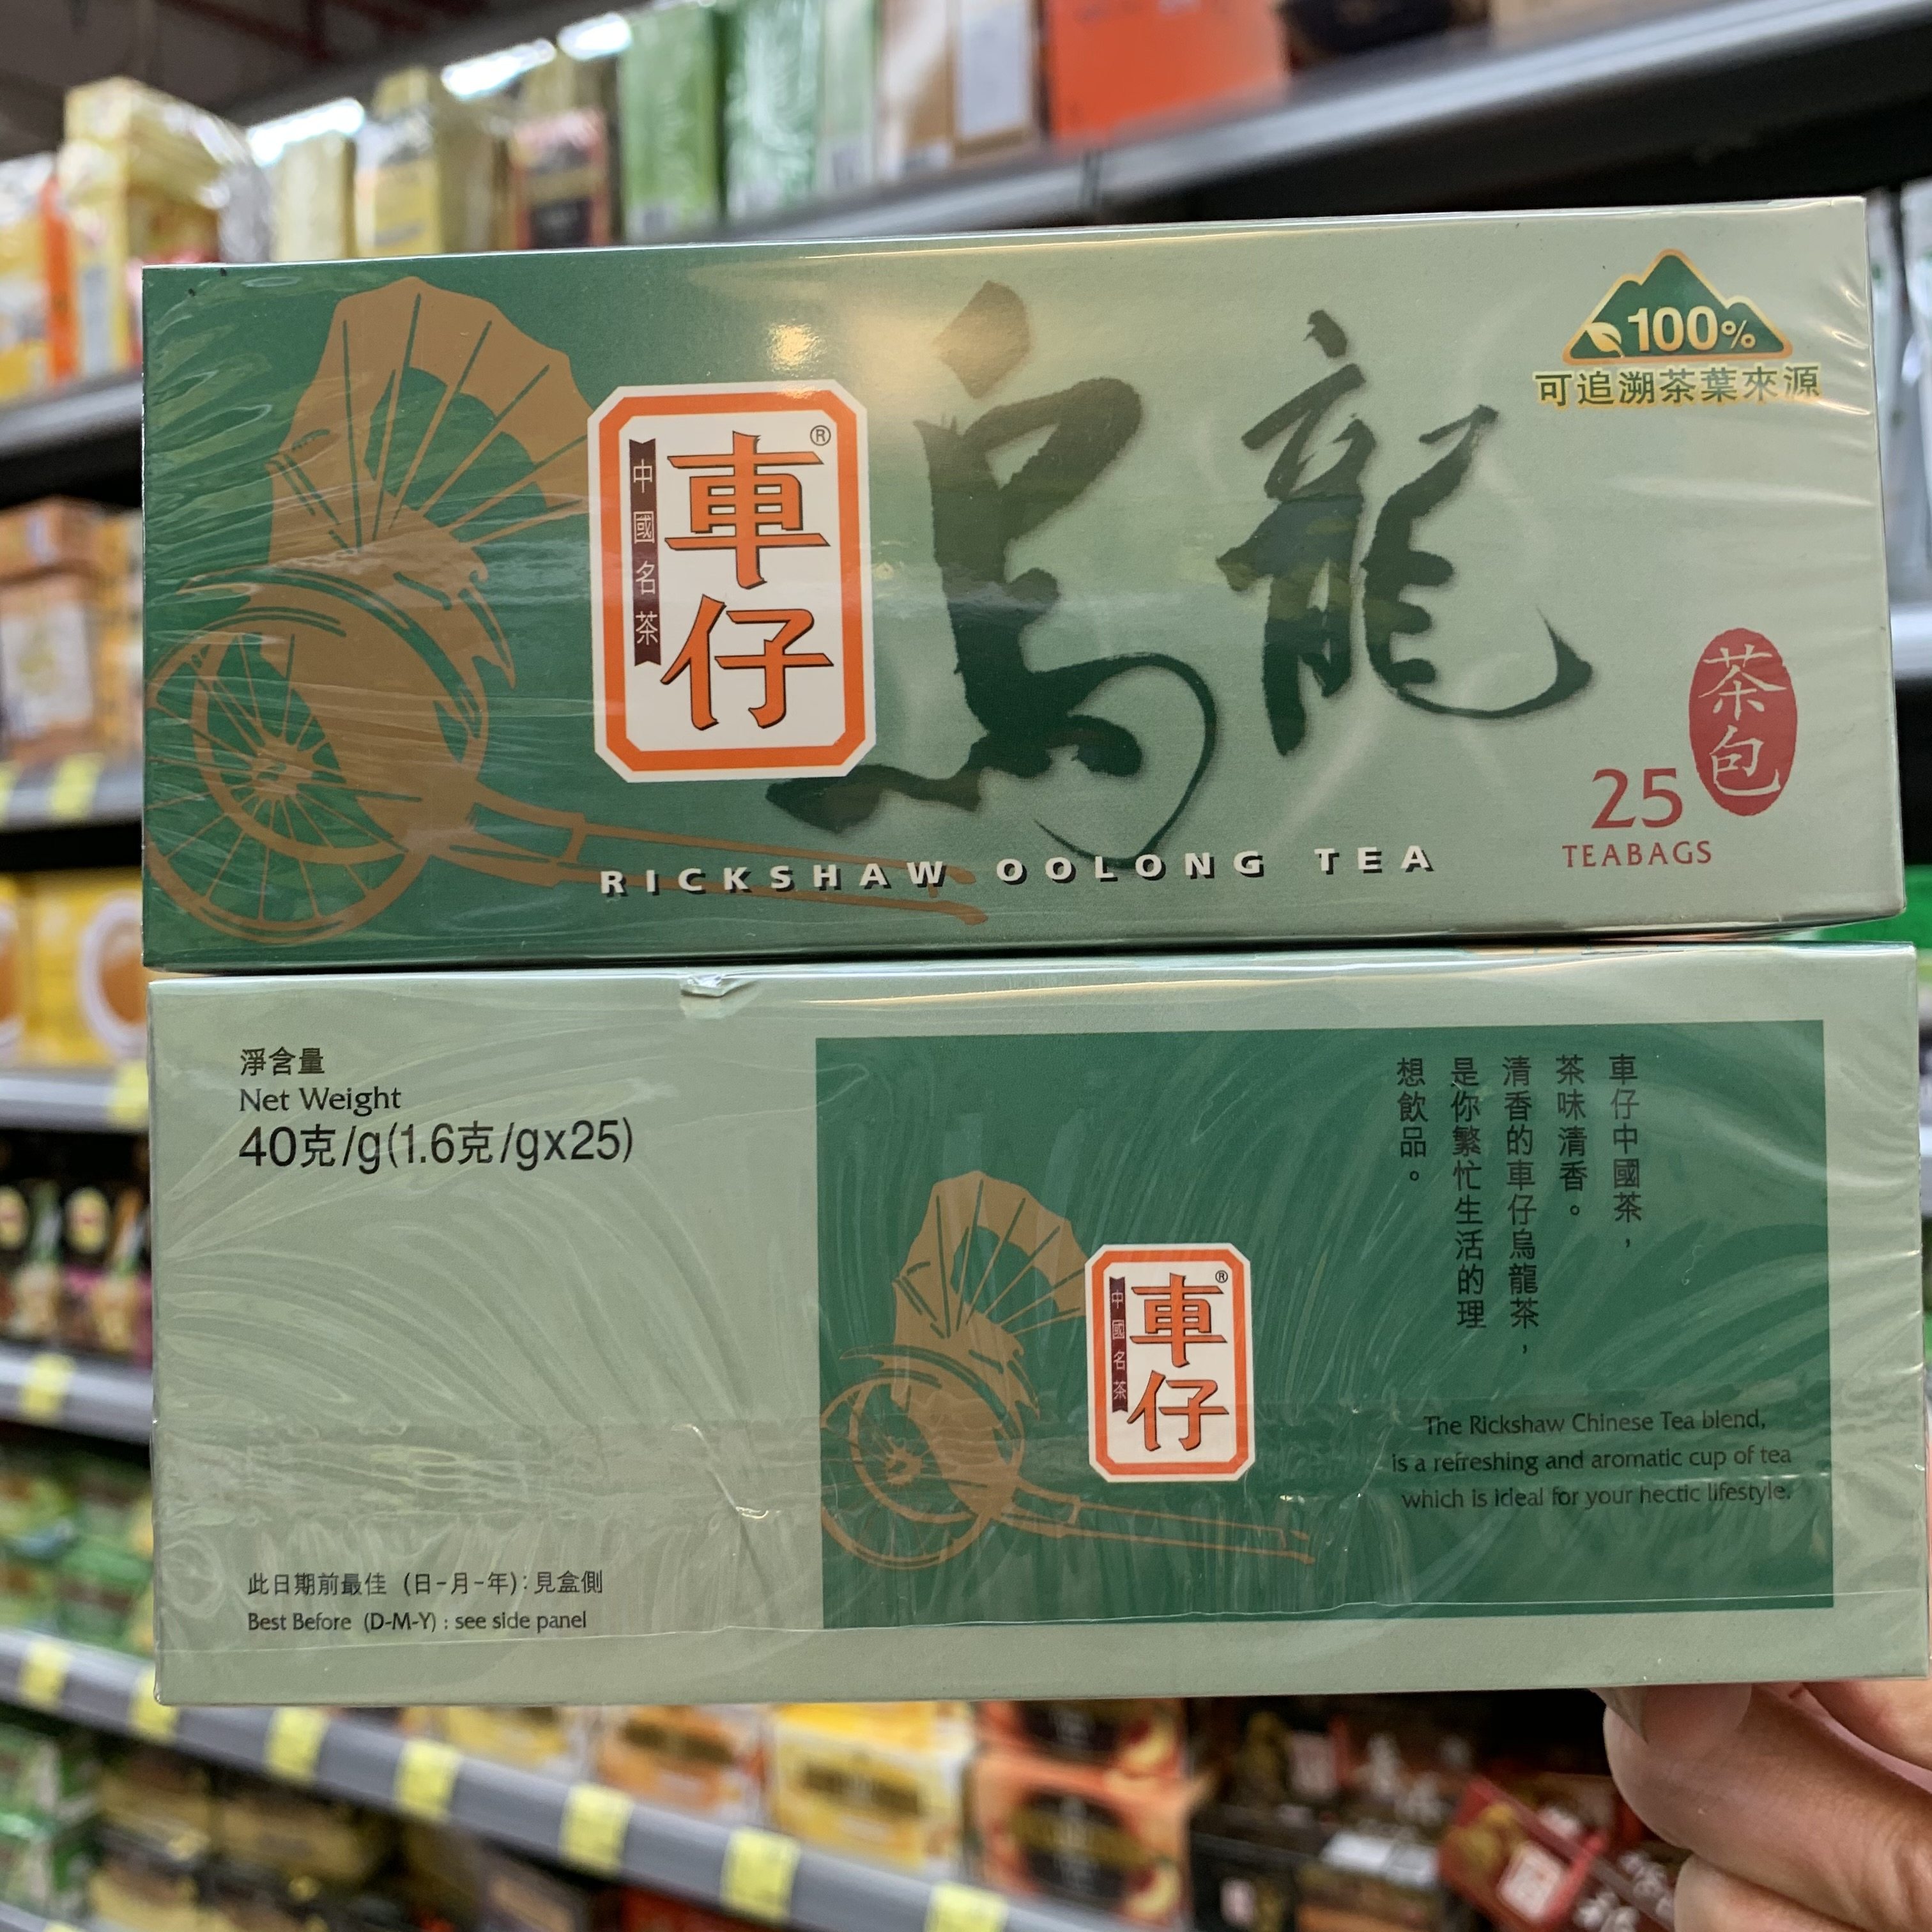 100%
可追溯茶葉來源
車仔®
中國名茶
烏龍
茶包
25
TEABAGS
RICKSHAW OOLONG TEA
淨含量
Net Weight
40克/g(1.6克/gx25)
此日期前最佳 (日-月-年):見盒側
Best Before (D-M-Y) : see side panel
車仔®
中國名茶
車仔中國茶，
茶味清香。
清香的車仔烏龍茶，
是你繁忙生活的理
想飲品。
The Rickshaw Chinese Tea blend,
is a refreshing and aromatic cup of tea
which is ideal for your hectic lifestyle.